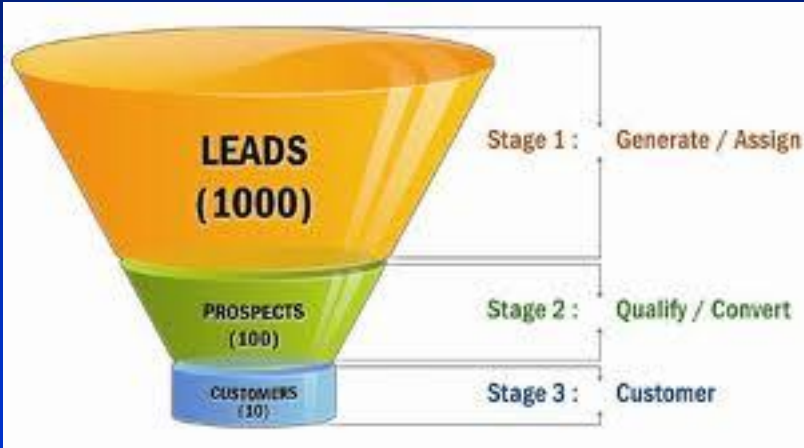 LEADS
(1000)
Stage 1 : Generate / Assign
PROSPECTS
(100)
Stage 2 : Qualify / Convert
CUSTOMERS
(10)
Stage 3 : Customer